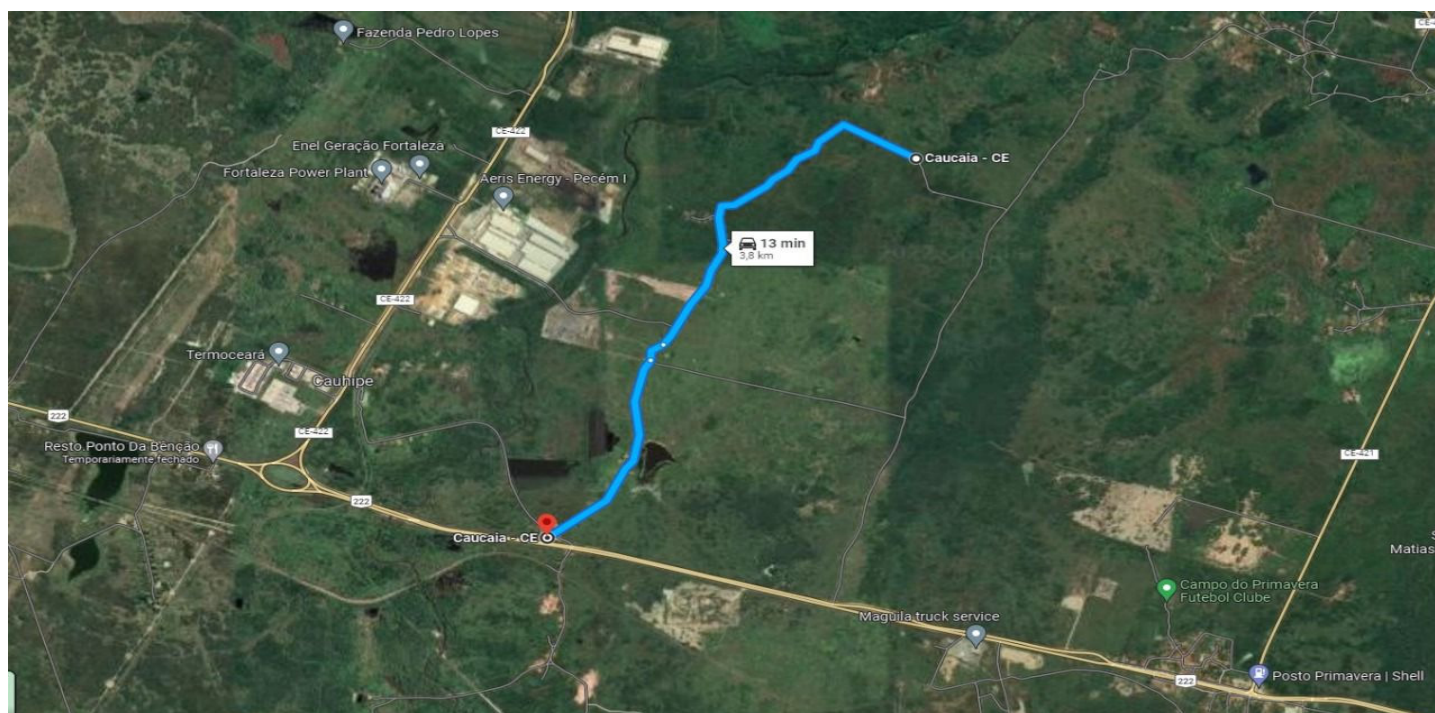 Fazenda Pedro Lopes
CE-422
Enel Geração Fortaleza
Fortaleza Power Plant
Aeris Energy - Pecém I
Caucaia - CE
13 min
3,8 km
CE-422
Termoceará
Cauhipe
222
CE-422
Resto Ponto Da Bênção
Temporariamente fechado
222
CE-421
Caucaia - CE
Matias
Campo do Primavera
Futebol Clube
Maguila truck service
222
Posto Primavera | Shell